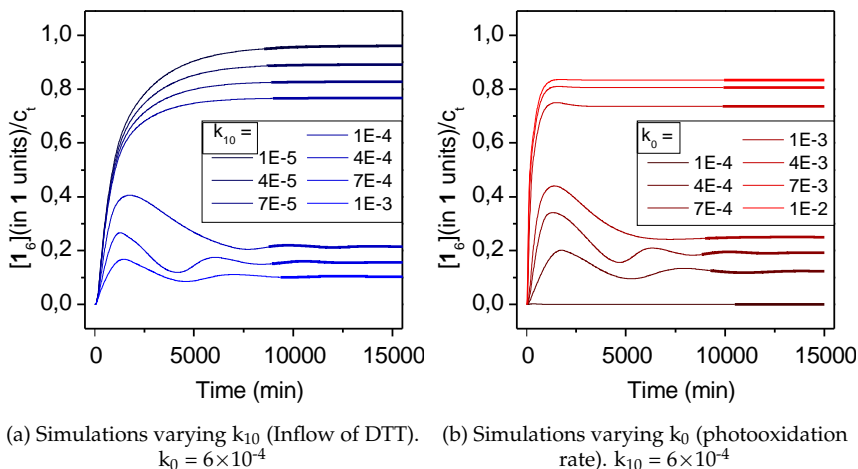 (a)
1,0
0,8
0,6
0,4
0,2
0,0
[1₆](in 1 units)/cₜ
k₁₀ =
1E-5
4E-5
7E-5
1E-4
4E-4
7E-4
1E-3
0
5000
10000
15000
Time (min)
(b)
1,0
0,8
0,6
0,4
0,2
0,0
[1₆](in 1 units)/cₜ
k₀ =
1E-4
4E-4
7E-4
1E-3
4E-3
7E-3
1E-2
0
5000
10000
15000
Time (min)
(a) Simulations varying k₁₀ (Inflow of DTT).
k₀ = 6×10⁻⁴
(b) Simulations varying k₀ (photooxidation
rate). k₁₀ = 6×10⁻⁴